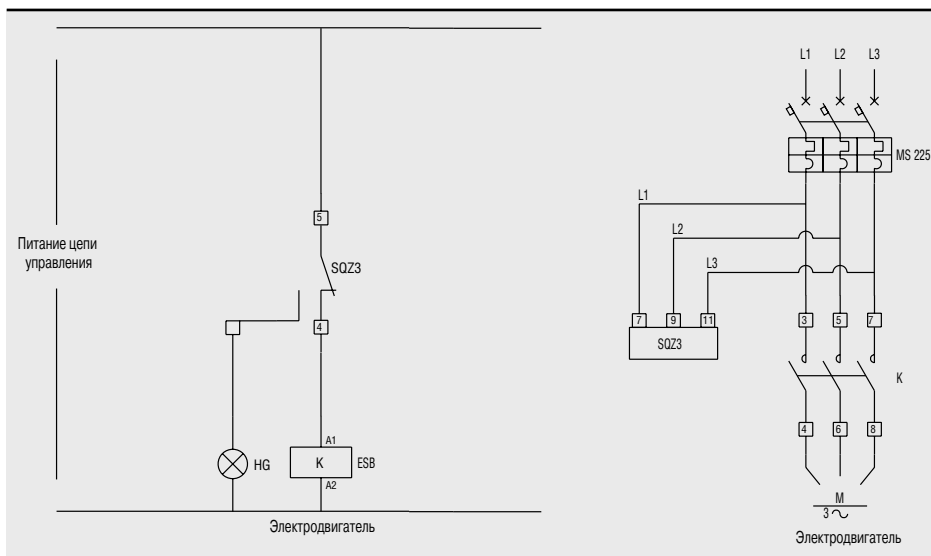 Питание цепи
управления
5
SQZ3
4
HG
A1
K
ESB
A2
Электродвигатель
L1 L2 L3
MS 225
L1
L2
L3
7 9 11
SQZ3
3 5 7
K
4 6 8
M
3
Электродвигатель